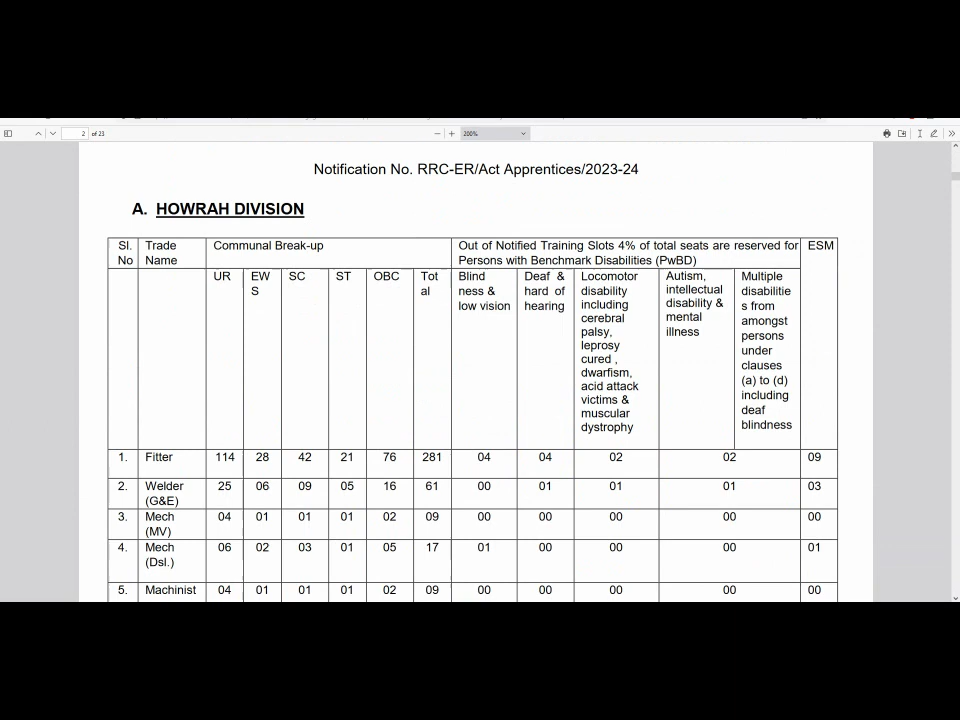 2 of 23
200%
Notification No. RRC-ER/Act Apprentices/2023-24
A. HOWRAH DIVISION
Sl. No Trade Name Communal Break-up Out of Notified Training Slots 4% of total seats are reserved for Persons with Benchmark Disabilities (PwBD) ESM
UR EWS SC ST OBC Total Blind ness & low vision Deaf & hard of hearing Locomotor disability including cerebral palsy, leprosy cured , dwarfism, acid attack victims & muscular dystrophy Autism, intellectual disability & mental illness Multiple disabilities from amongst persons under clauses (a) to (d) including deaf blindness
1. Fitter 114 28 42 21 76 281 04 04 02 02 09
2. Welder (G&E) 25 06 09 05 16 61 00 01 01 01 03
3. Mech (MV) 04 01 01 01 02 09 00 00 00 00 00
4. Mech (Dsl.) 06 02 03 01 05 17 01 00 00 00 01
5. Machinist 04 01 01 01 02 09 00 00 00 00 00